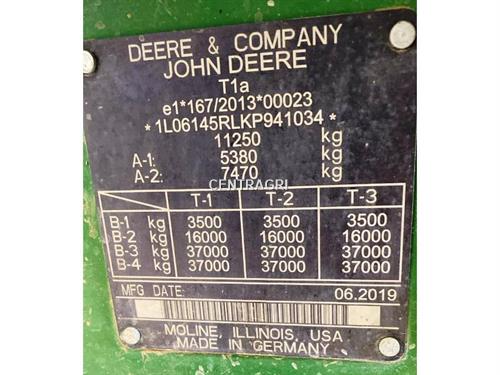 DEERE & COMPANY
JOHN DEERE
T1a
e1*167/2013*00023
*1L06145RLKP941034*
11250 kg
A-1: 5380 kg
A-2: 7470 kg
CENTRAGRI
T-1 T-2 T-3
B-1 kg 3500 3500 3500
B-2 kg 16000 16000 16000
B-3 kg 37000 37000 37000
B-4 kg 37000 37000 37000
MFG DATE: 06.2019
MOLINE, ILLINOIS, USA
MADE IN GERMANY